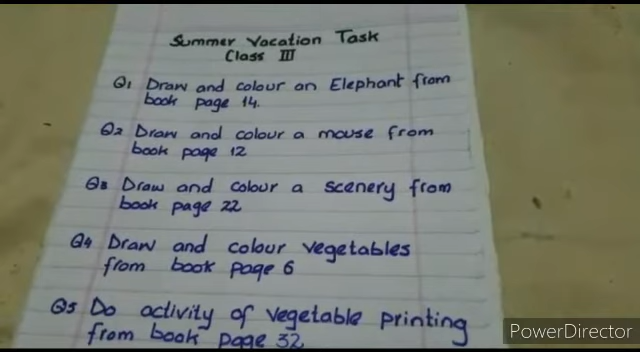 Summer Vacation Task
Class III
Q1 Draw and colour an Elephant from
book page 14.
Q2 Draw and colour a mouse from
book page 12
Q3 Draw and colour a scenery from
book page 22
Q4 Draw and colour vegetables
from book page 6
Q5 Do activity of vegetable printing
from book page 32
PowerDirector